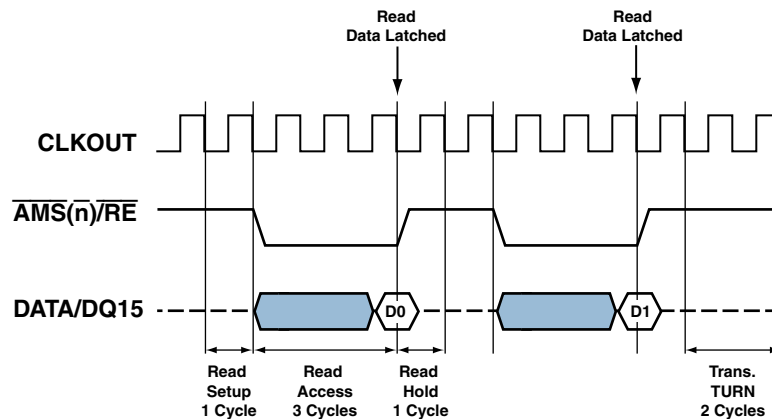 Read
Data Latched
Read
Data Latched
CLKOUT
AMS(n)/RE
DATA/DQ15
D0
D1
Read
Setup
1 Cycle
Read
Access
3 Cycles
Read
Hold
1 Cycle
Trans.
TURN
2 Cycles